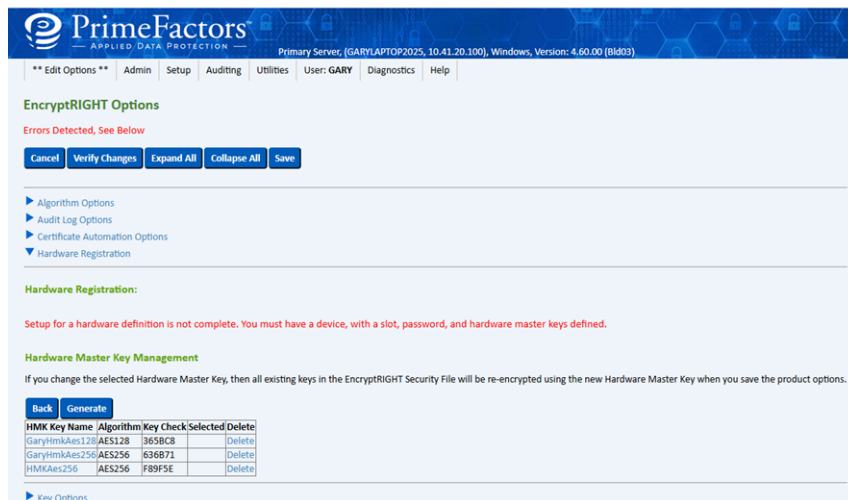 PrimeFactors
APPLIED DATA PROTECTION
Primary Server, (GARYLAPTOP2025, 10.41.20.100), Windows, Version: 4.60.00 (Bld03)
** Edit Options ** Admin Setup Auditing Utilities User: GARY Diagnostics Help
EncryptRIGHT Options
Errors Detected, See Below
Cancel Verify Changes Expand All Collapse All Save
Algorithm Options
Audit Log Options
Certificate Automation Options
Hardware Registration
Hardware Registration:
Setup for a hardware definition is not complete. You must have a device, with a slot, password, and hardware master keys defined.
Hardware Master Key Management
If you change the selected Hardware Master Key, then all existing keys in the EncryptRIGHT Security File will be re-encrypted using the new Hardware Master Key when you save the product options.
Back Generate
HMK Key Name Algorithm Key Check Selected Delete
GaryHmkAes128 AES128 365BC8 Delete
GaryHmkAes256 AES256 636B71 Delete
HMKAes256 AES256 F89F5E Delete
Key Options